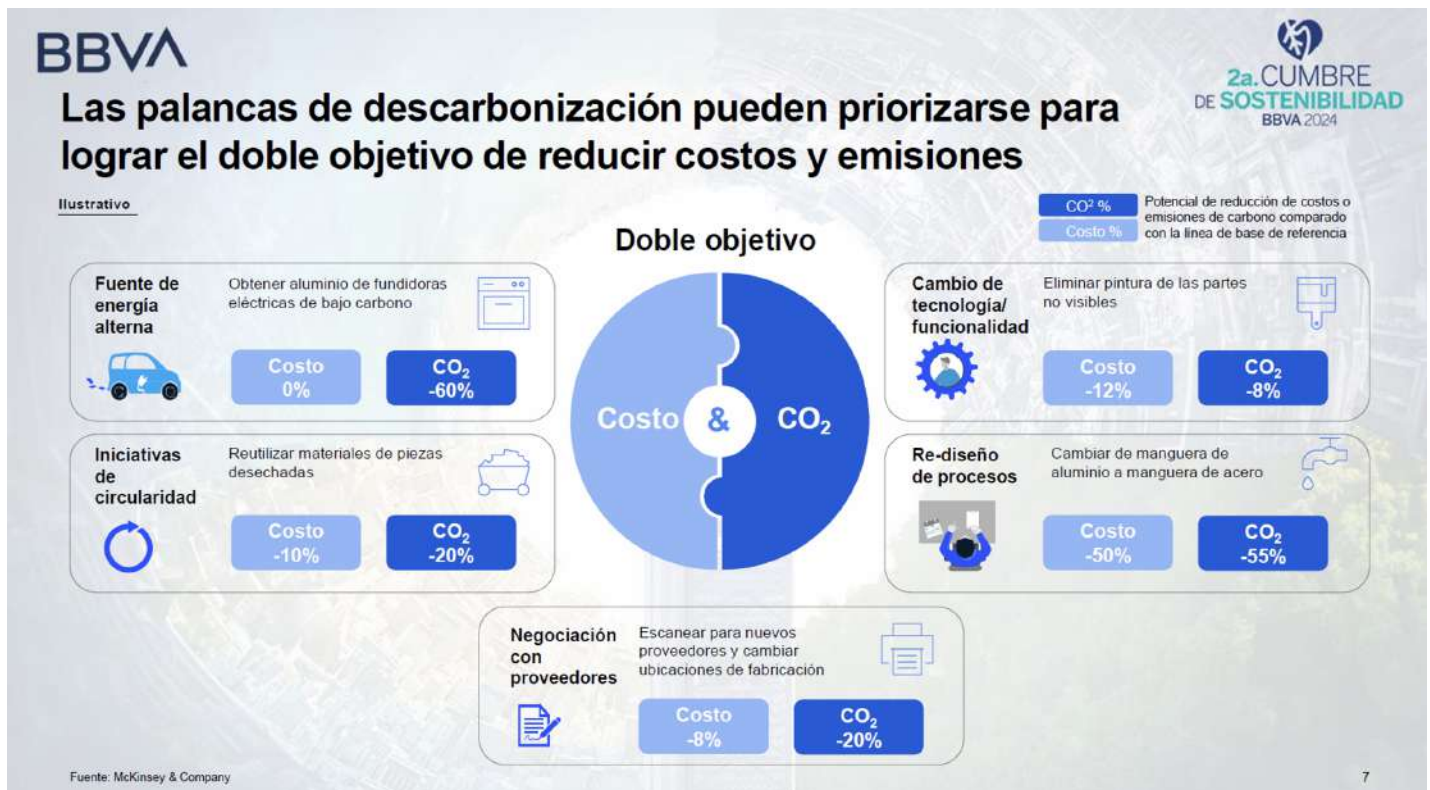 BBVA
2a. CUMBRE
DE SOSTENIBILIDAD
BBVA 2024
Las palancas de descarbonización pueden priorizarse para
lograr el doble objetivo de reducir costos y emisiones
Ilustrativo
CO² %
Costo %
Potencial de reducción de costos o
emisiones de carbono comparado
con la línea de base de referencia
Doble objetivo
Costo & CO₂
Fuente de
energía
alterna
Obtener aluminio de fundidoras
eléctricas de bajo carbono
Costo
0%
CO₂
-60%
Iniciativas
de
circularidad
Reutilizar materiales de piezas
desechadas
Costo
-10%
CO₂
-20%
Cambio de
tecnología/
funcionalidad
Eliminar pintura de las partes
no visibles
Costo
-12%
CO₂
-8%
Re-diseño
de procesos
Cambiar de manguera de
aluminio a manguera de acero
Costo
-50%
CO₂
-55%
Negociación
con
proveedores
Escanear para nuevos
proveedores y cambiar
ubicaciones de fabricación
Costo
-8%
CO₂
-20%
Fuente: McKinsey & Company
7